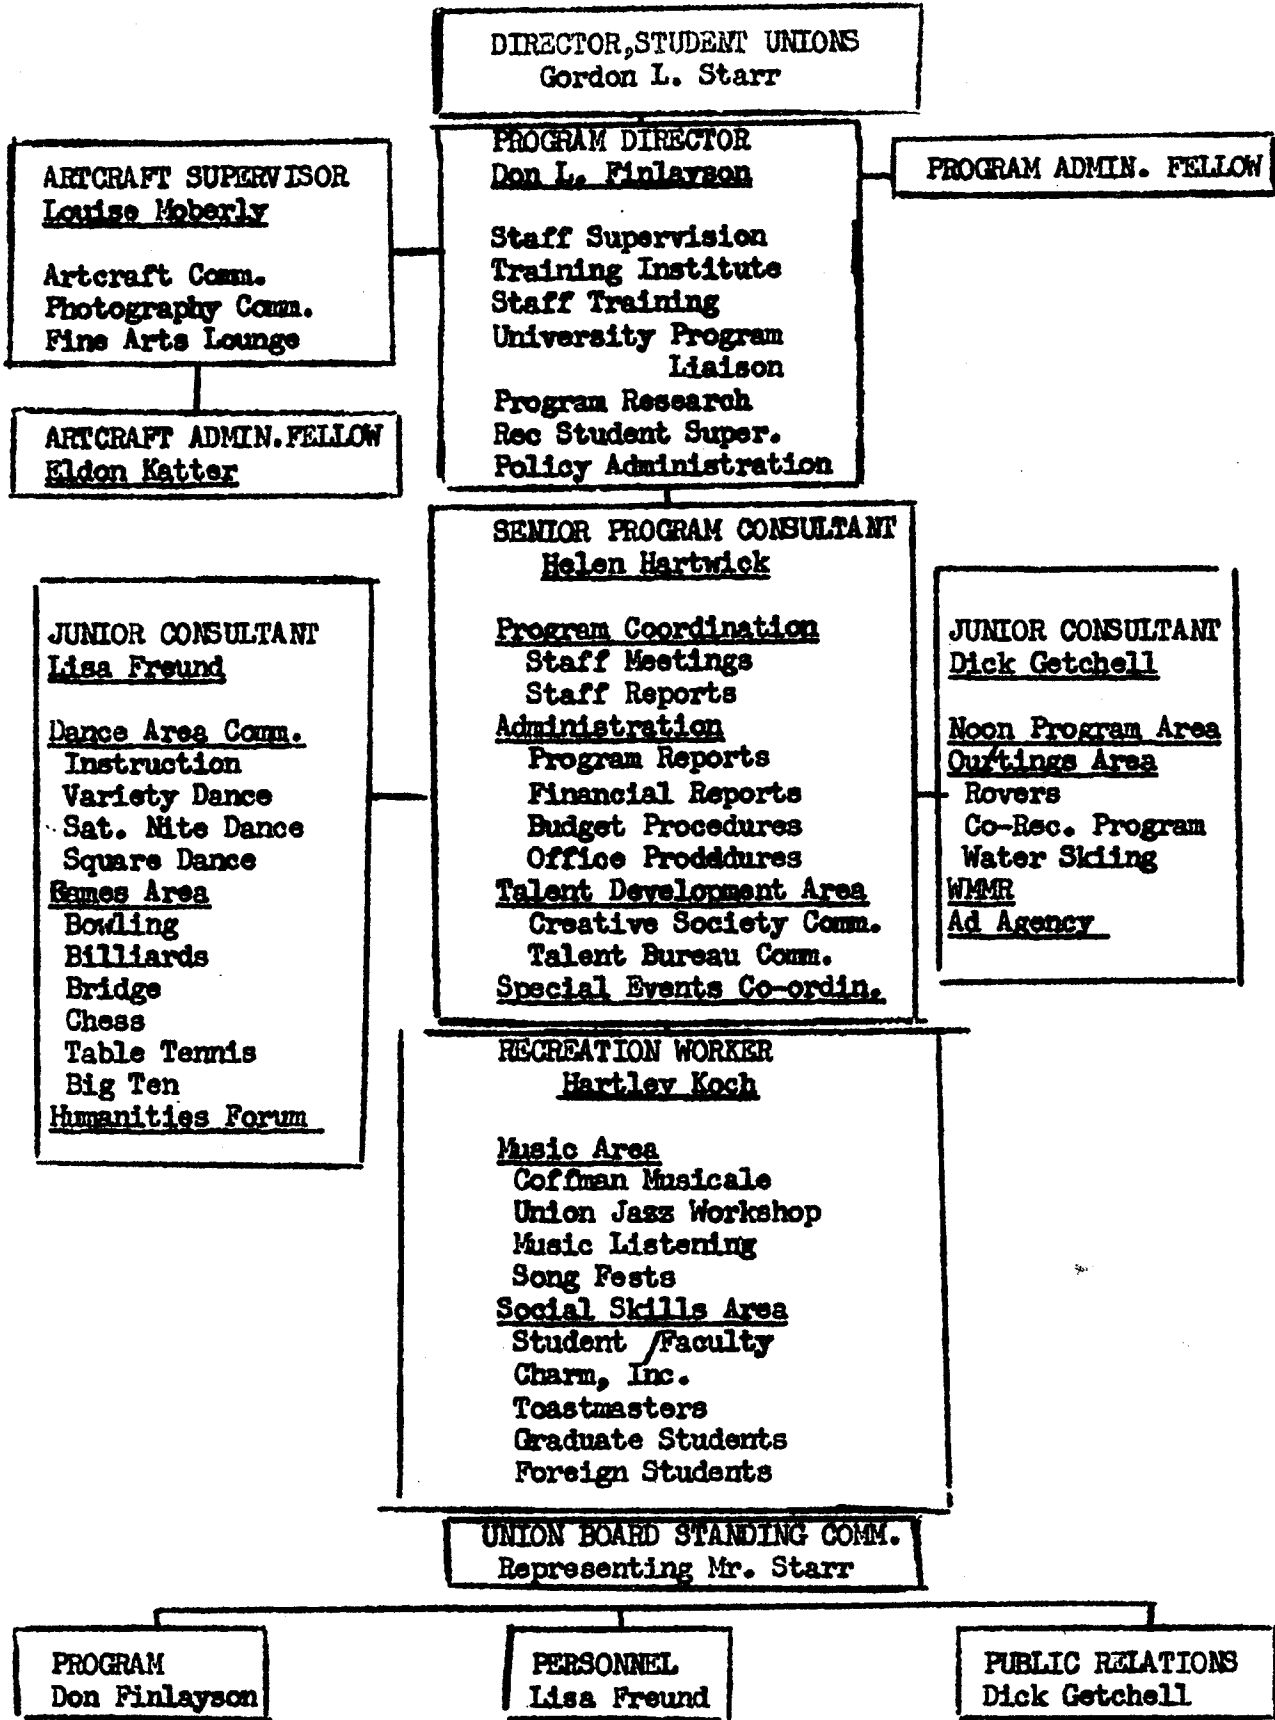 DIRECTOR,STUDENT UNIONS
Gordon L. Starr
PROGRAM DIRECTOR
Don L. Finlayson
Staff Supervision
Training Institute
Staff Training
University Program
Liaison
Program Research
Rec Student Super.
Policy Administration
ARTCRAFT SUPERVISOR
Louise Moberly
Artcraft Comm.
Photography Comm.
Fine Arts Lounge
PROGRAM ADMIN. FELLOW
ARTCRAFT ADMIN.FELLOW
Eldon Katter
SENIOR PROGRAM CONSULTANT
Helen Hartwick
Program Coordination
Staff Meetings
Staff Reports
Administration
Program Reports
Financial Reports
Budget Procedures
Office Prodddures
Talent Development Area
Creative Society Comm.
Talent Bureau Comm.
Special Events Co-ordin.
JUNIOR CONSULTANT
Lisa Freund
Dance Area Comm.
Instruction
Variety Dance
Sat. Nite Dance
Square Dance
Games Area
Bowling
Billiards
Bridge
Chess
Table Tennis
Big Ten
Humanities Forum
JUNIOR CONSULTANT
Dick Getchell
Noon Program Area
Ou/tings Area
Rovers
Co-Rec. Program
Water Skiing
WMMR
Ad Agency
RECREATION WORKER
Hartley Koch
Music Area
Coffman Musicale
Union Jazz Workshop
Music Listening
Song Fests
Social Skills Area
Student /Faculty
Charm, Inc.
Toastmasters
Graduate Students
Foreign Students
UNION BOARD STANDING COMM.
Representing Mr. Starr
PROGRAM
Don Finlayson
PERSONNEL
Lisa Freund
PUBLIC RELATIONS
Dick Getchell